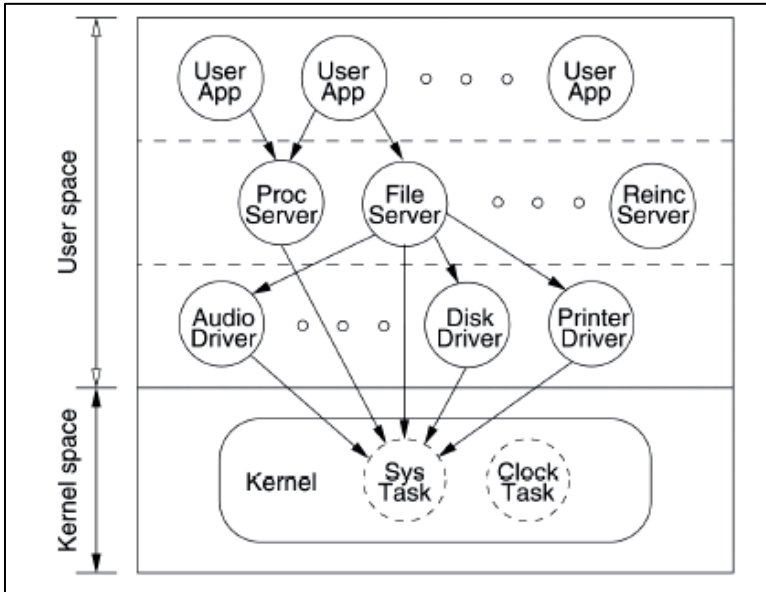 User
App
User
App
User
App
Proc
Server
File
Server
Reinc
Server
User space
Audio
Driver
Disk
Driver
Printer
Driver
Kernel space
Kernel
Sys
Task
Clock
Task